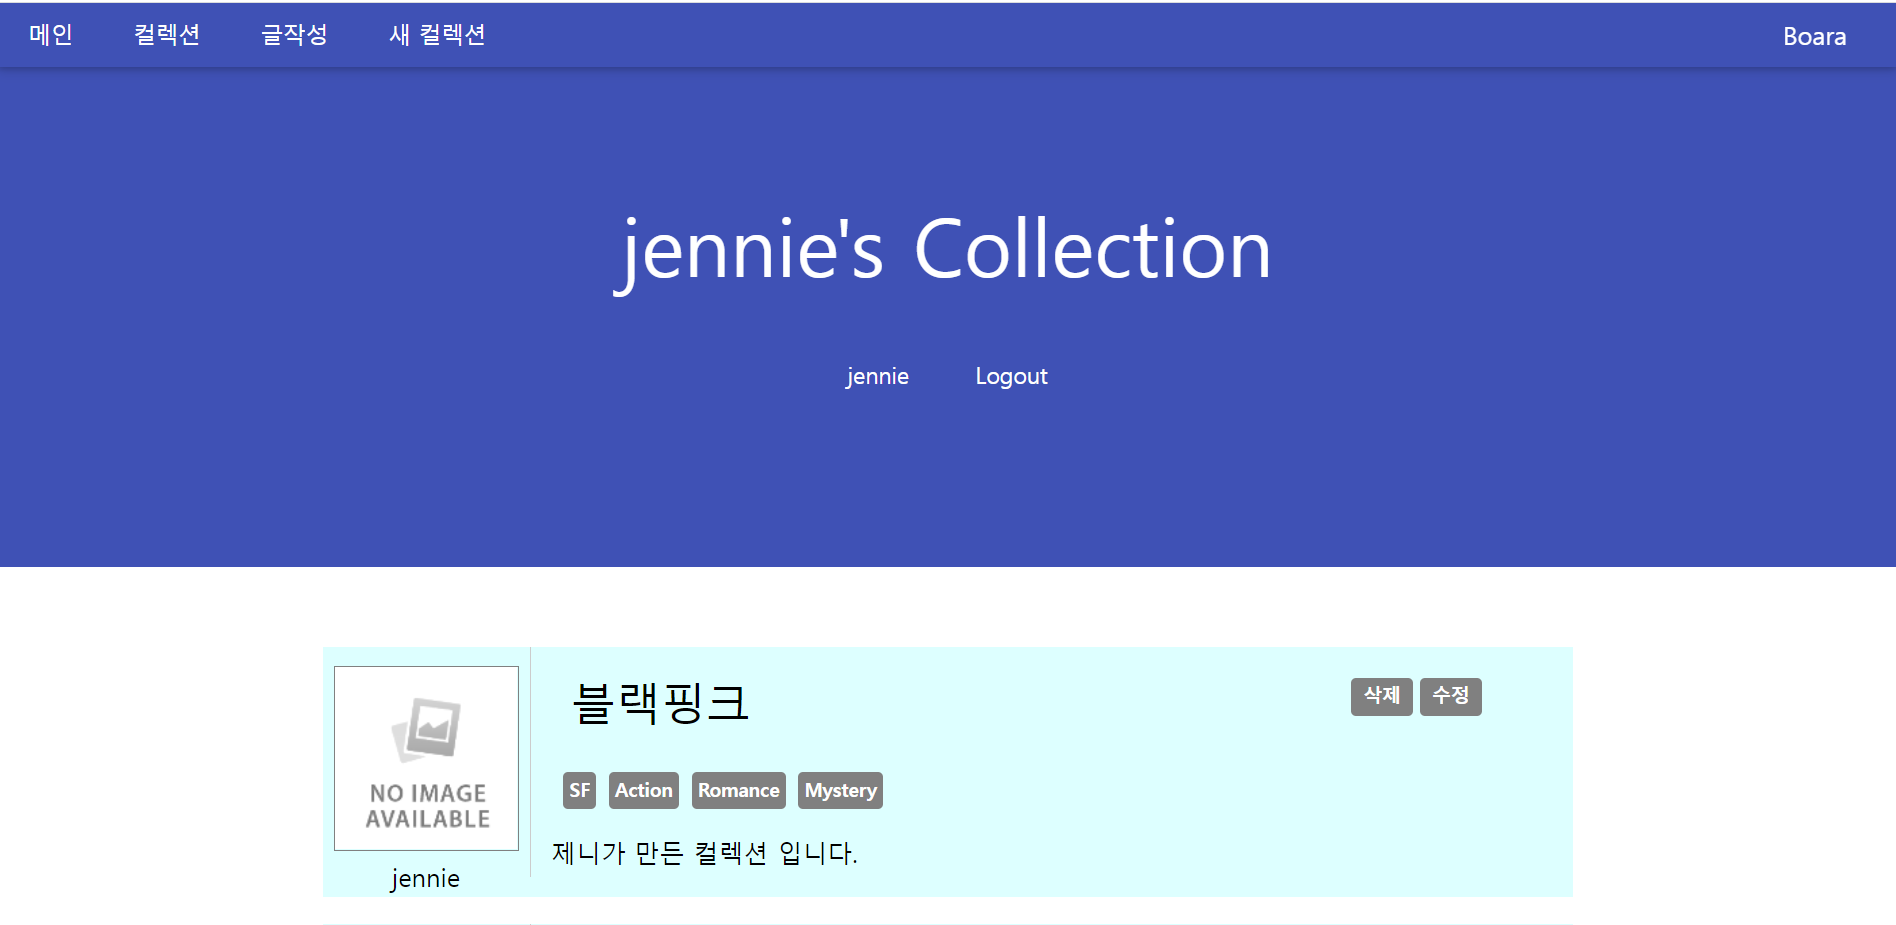 메인 컬렉션 글작성 새 컬렉션 Boara
jennie's Collection
jennie Logout
블랙핑크 삭제 수정
SF Action Romance Mystery
제니가 만든 컬렉션 입니다.
NO IMAGE
AVAILABLE
jennie